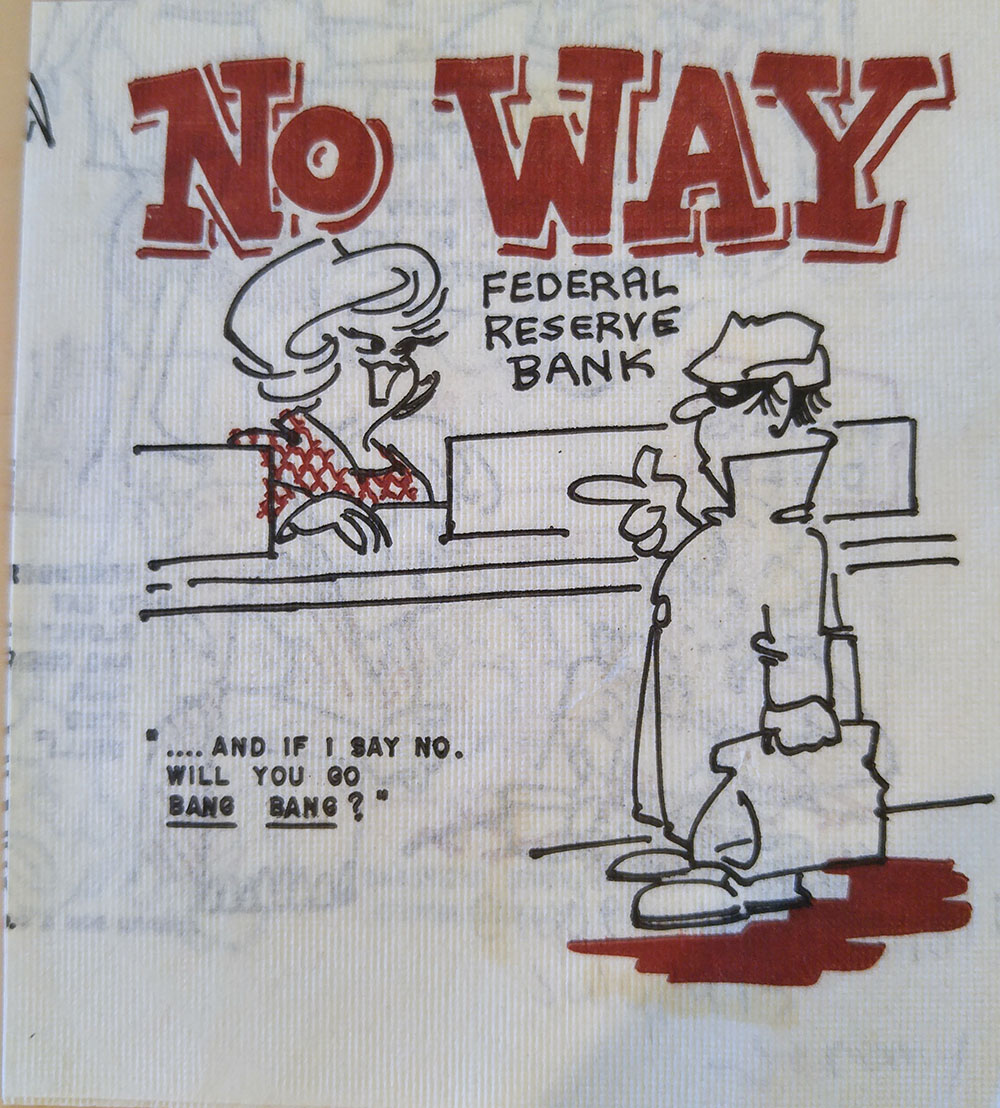 NO WAY
FEDERAL
RESERVE
BANK
".... AND IF I SAY NO.
WILL YOU GO
BANG BANG?"